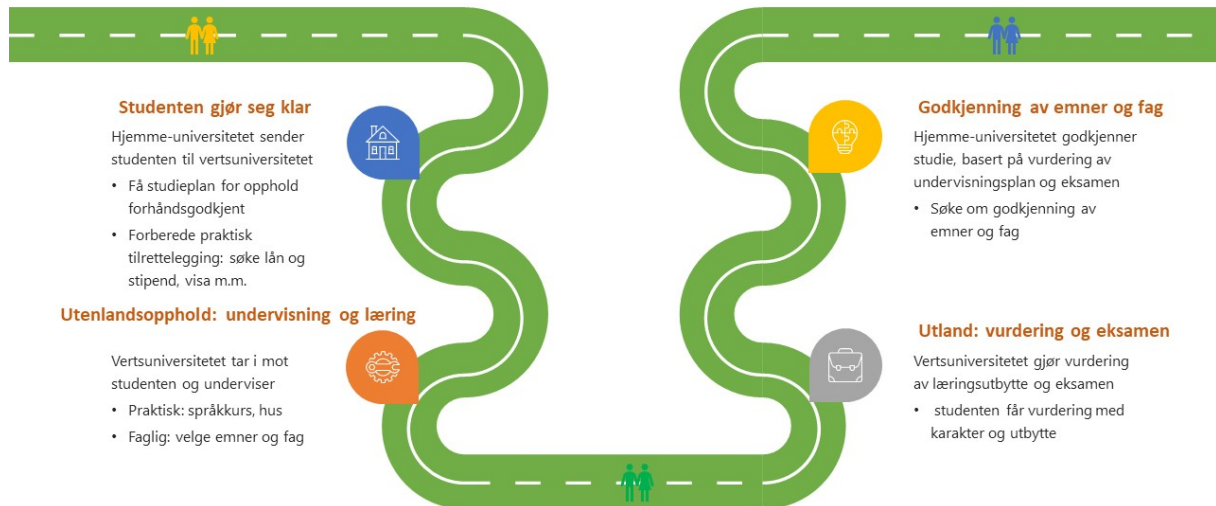 Studenten gjør seg klar
Hjemme-universitetet sender
studenten til vertsuniversitetet
• Få studieplan for opphold
forhåndsgodkjent
• Forberede praktisk
tilrettelegging: søke lån og
stipend, visa m.m.
Utenlandsopphold: undervisning og læring
Vertsuniversitetet tar i mot
studenten og underviser
• Praktisk: språkkurs, hus
• Faglig: velge emner og fag
Godkjenning av emner og fag
Hjemme-universitetet godkjenner
studie, basert på vurdering av
undervisningsplan og eksamen
• Søke om godkjenning av
emner og fag
Utland: vurdering og eksamen
Vertsuniversitetet gjør vurdering
av læringsutbytte og eksamen
• studenten får vurdering med
karakter og utbytte